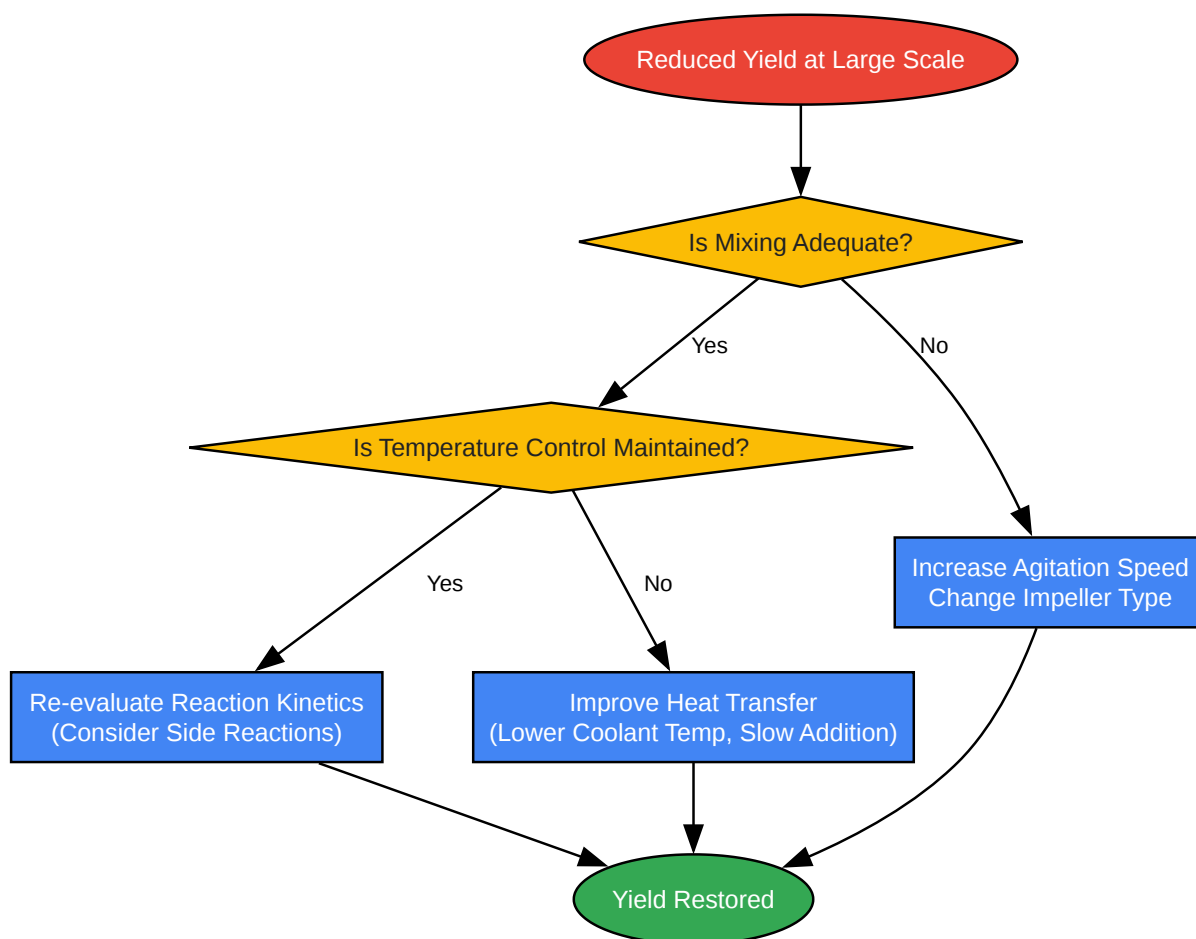 Reduced Yield at Large Scale
Is Mixing Adequate?
Yes
No
Is Temperature Control Maintained?
Increase Agitation Speed
Change Impeller Type
Yes
No
Re-evaluate Reaction Kinetics
(Consider Side Reactions)
Improve Heat Transfer
(Lower Coolant Temp, Slow Addition)
Yield Restored